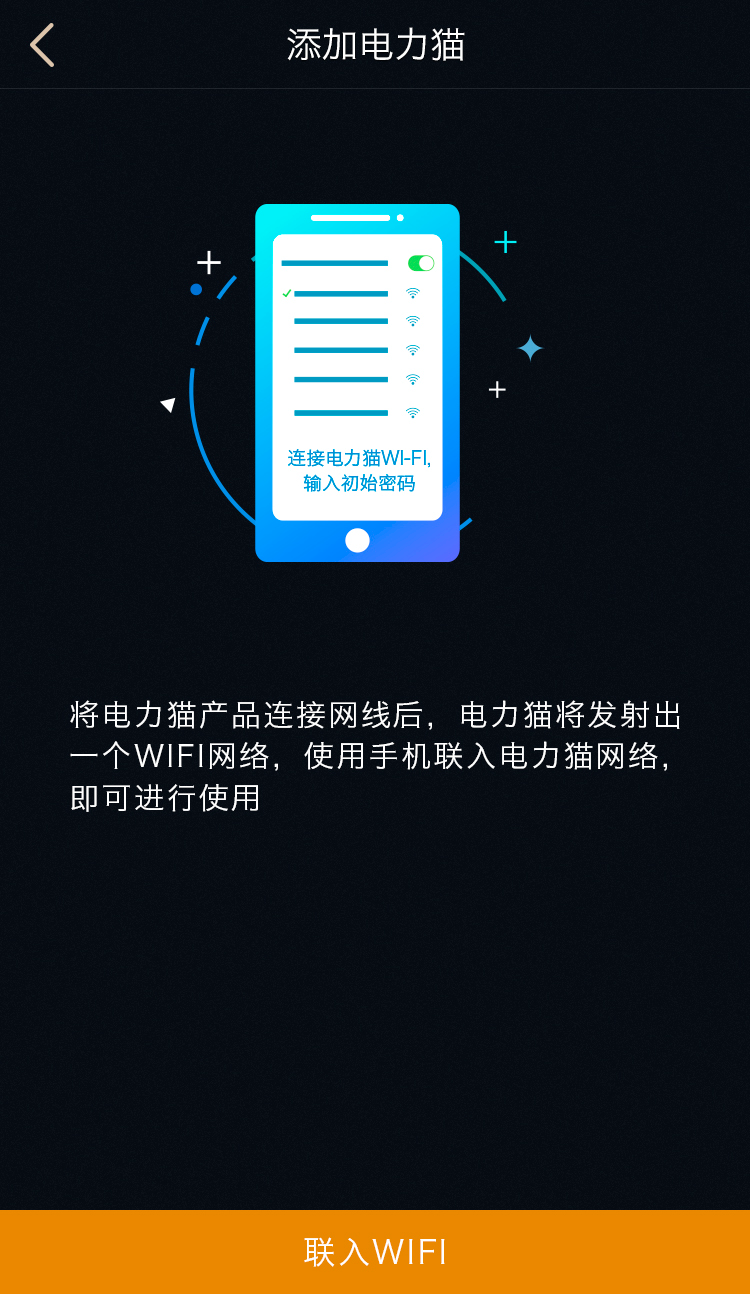 添加电力猫
连接电力猫WI-FI,
输入初始密码
将电力猫产品连接网线后，电力猫将发射出
一个WIFI网络，使用手机联入电力猫网络，
即可进行使用
联入WIFI